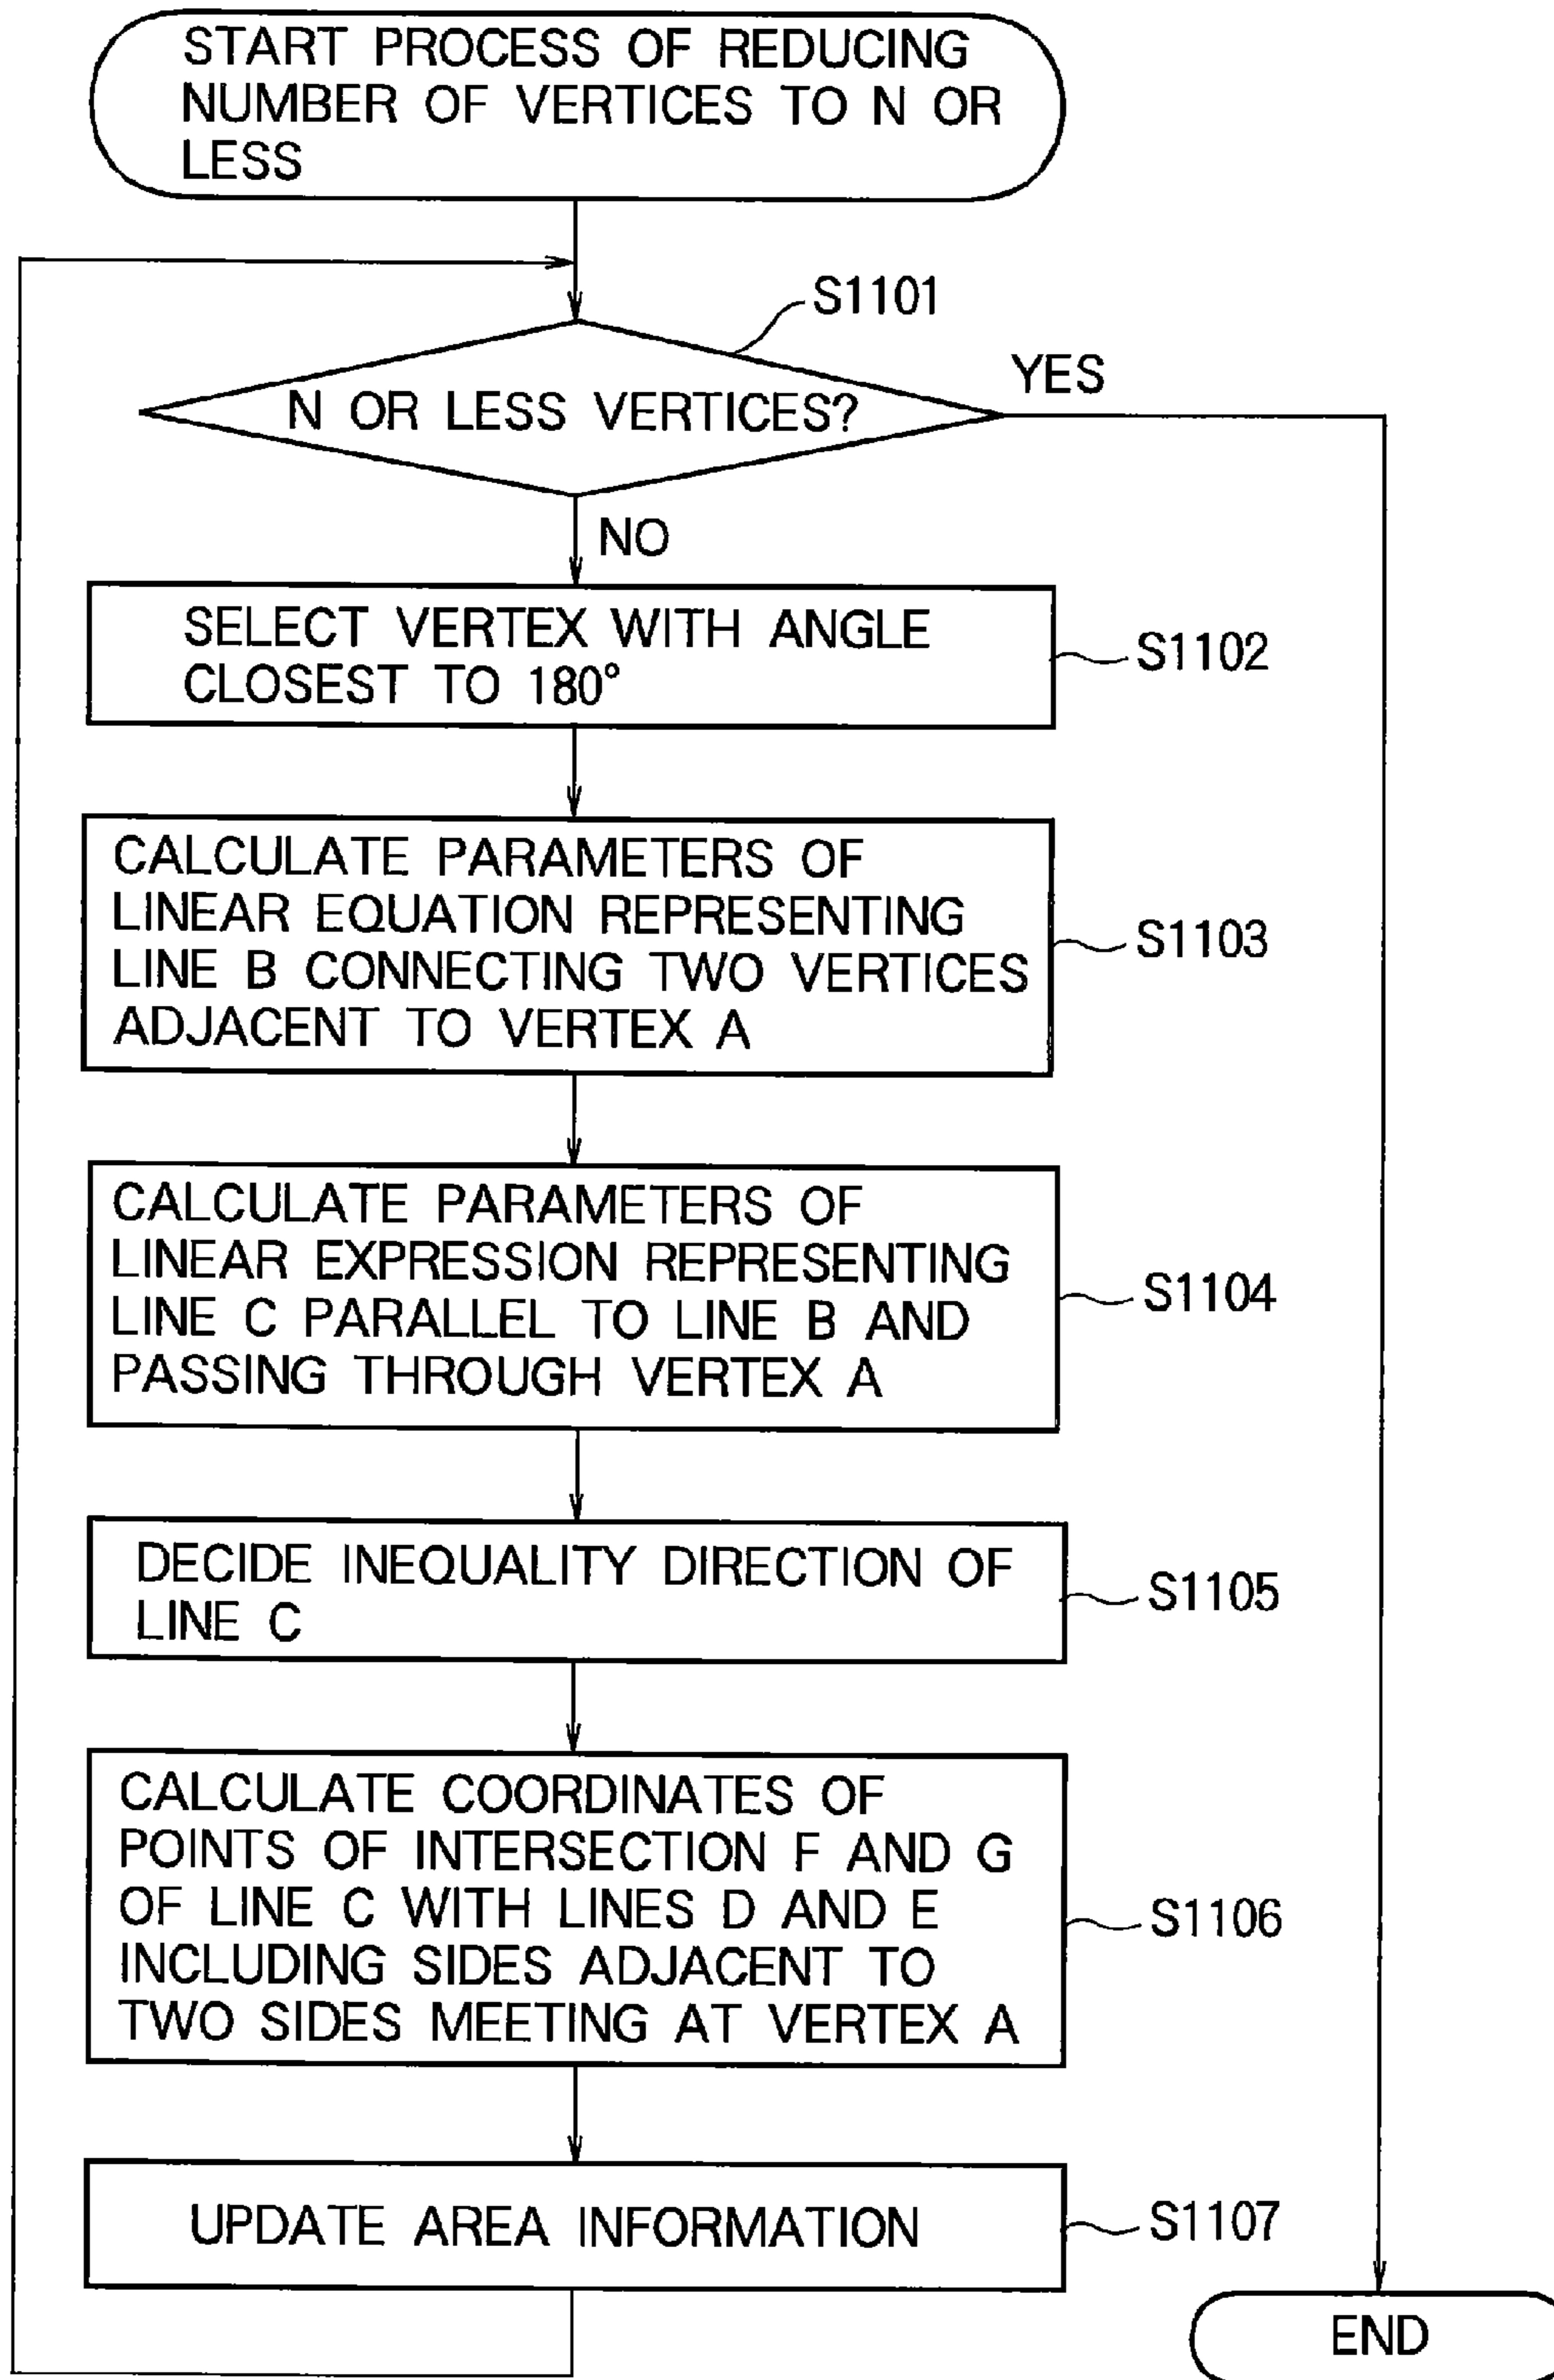 START PROCESS OF REDUCING
NUMBER OF VERTICES TO N OR
LESS
S1101
N OR LESS VERTICES?
YES
NO
SELECT VERTEX WITH ANGLE
CLOSEST TO 180°
S1102
CALCULATE PARAMETERS OF
LINEAR EQUATION REPRESENTING
LINE B CONNECTING TWO VERTICES
ADJACENT TO VERTEX A
S1103
CALCULATE PARAMETERS OF
LINEAR EXPRESSION REPRESENTING
LINE C PARALLEL TO LINE B AND
PASSING THROUGH VERTEX A
S1104
DECIDE INEQUALITY DIRECTION OF
LINE C
S1105
CALCULATE COORDINATES OF
POINTS OF INTERSECTION F AND G
OF LINE C WITH LINES D AND E
INCLUDING SIDES ADJACENT TO
TWO SIDES MEETING AT VERTEX A
S1106
UPDATE AREA INFORMATION
S1107
END